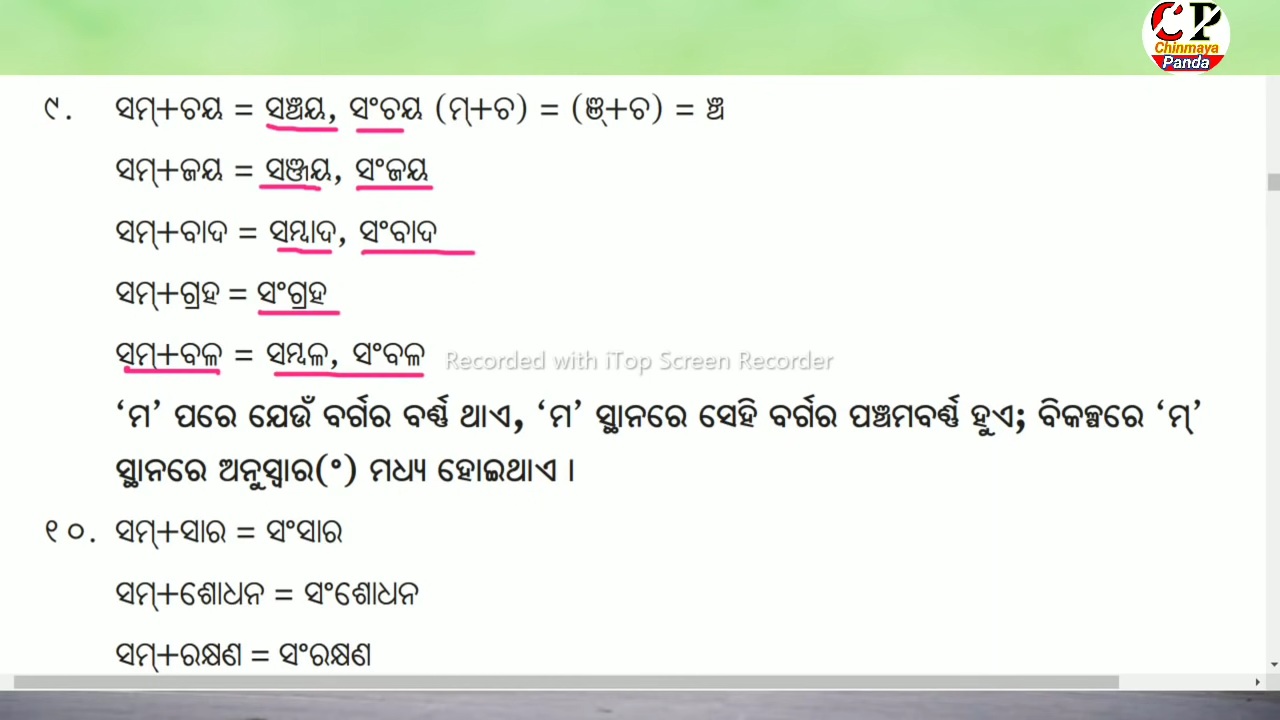 CP
Chinmaya
Panda
୯. ସମ୍+ଚୟ = ସଞ୍ଚୟ, ସଂଚୟ (ମ୍+ଚ) = (ଞ୍+ଚ) = ଞ୍ଚ
ସମ୍+ଜୟ = ସଞ୍ଜୟ, ସଂଜୟ
ସମ୍+ବାଦ = ସମ୍ବାଦ, ସଂବାଦ
ସମ୍+ଗ୍ରହ = ସଂଗ୍ରହ
ସମ୍+ବଳ = ସମ୍ବଳ, ସଂବଳ Recorded with iTop Screen Recorder
‘ମ’ ପରେ ଯେଉଁ ବର୍ଗର ବର୍ଣ୍ଣ ଥାଏ, ‘ମ’ ସ୍ଥାନରେ ସେହି ବର୍ଗର ପଞ୍ଚମବର୍ଣ୍ଣ ହୁଏ; ବିକଳ୍ପରେ ‘ମ୍’
ସ୍ଥାନରେ ଅନୁସ୍ୱାର(ଂ) ମଧ୍ୟ ହୋଇଥାଏ ।
୧୦. ସମ୍+ସାର = ସଂସାର
ସମ୍+ଶୋଧନ = ସଂଶୋଧନ
ସମ୍+ରକ୍ଷଣ = ସଂରକ୍ଷଣ